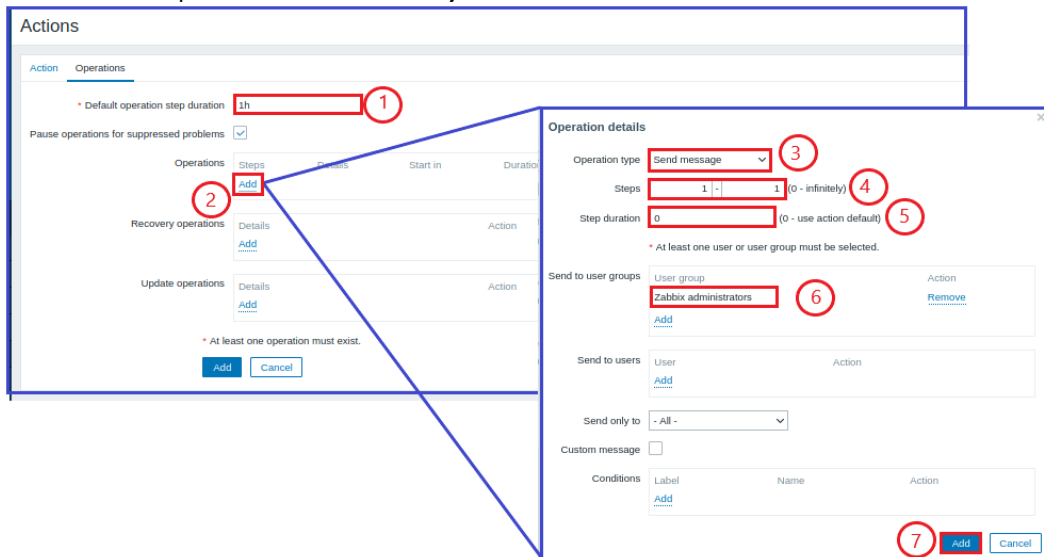 Actions
Action Operations
* Default operation step duration 1h 1
Pause operations for suppressed problems
Operations Steps Details Start in Duration
Add
2
Recovery operations Details Action
Add
Update operations Details Action
Add
* At least one operation must exist.
Add Cancel
Operation details ×
Operation type Send message 3
Steps 1 - 1 (0 - infinitely) 4
Step duration 0 (0 - use action default) 5
* At least one user or user group must be selected.
Send to user groups User group Action
Zabbix administrators 6 Remove
Add
Send to users User Action
Add
Send only to - All -
Custom message
Conditions Label Name Action
Add
7 Add Cancel